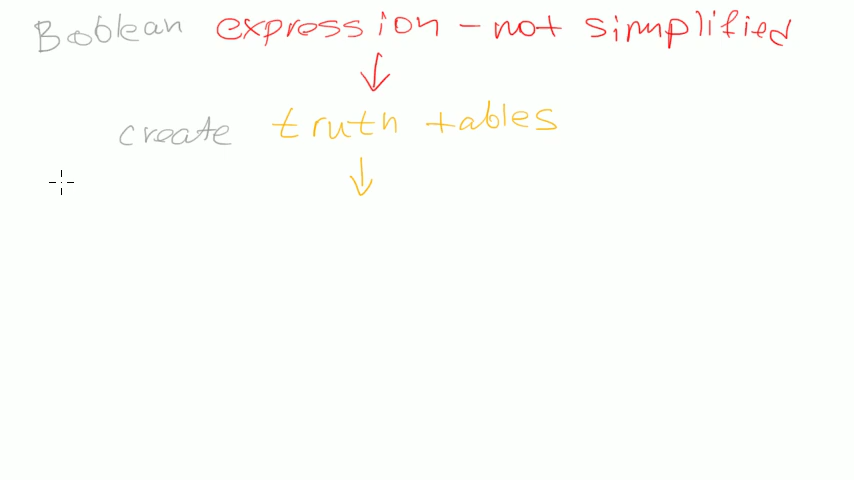 Boolean expression - not simplified
create truth tables